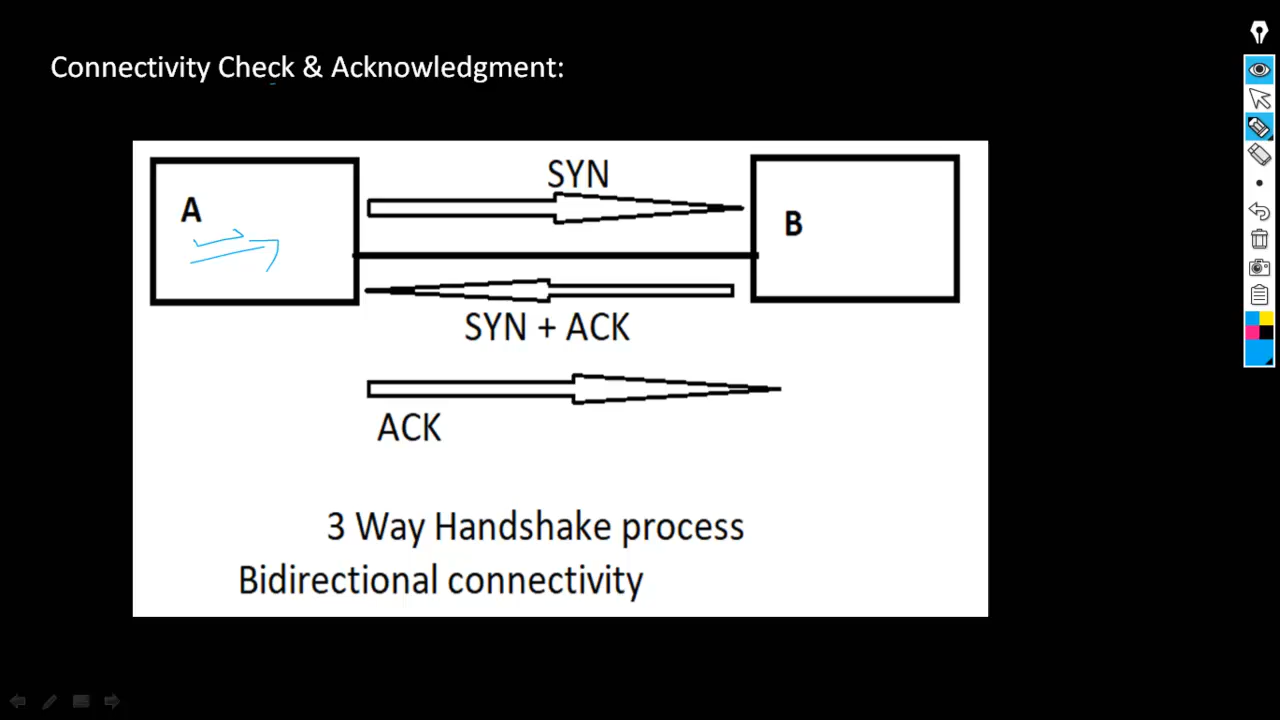 Connectivity Check & Acknowledgment:
SYN
A
B
SYN + ACK
ACK
3 Way Handshake process
Bidirectional connectivity